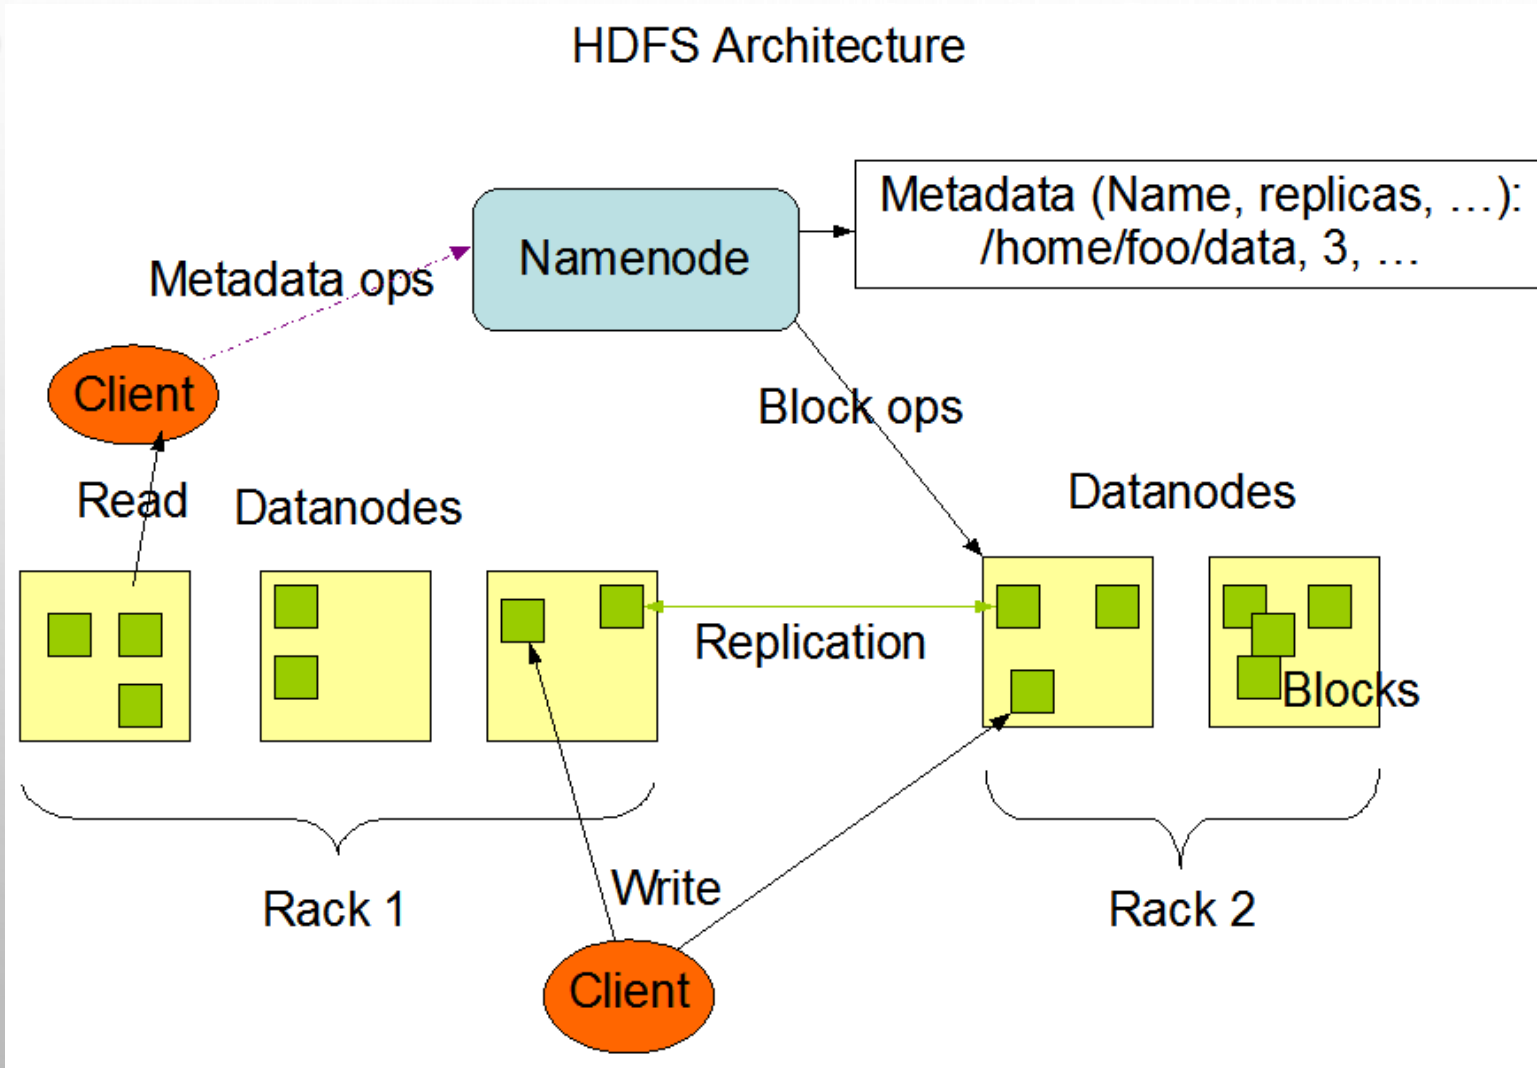 HDFS Architecture
Metadata (Name, replicas, …):
/home/foo/data, 3, …
Namenode
Metadata ops
Client
Block ops
Read
Datanodes
Datanodes
Replication
Blocks
Rack 1
Write
Rack 2
Client